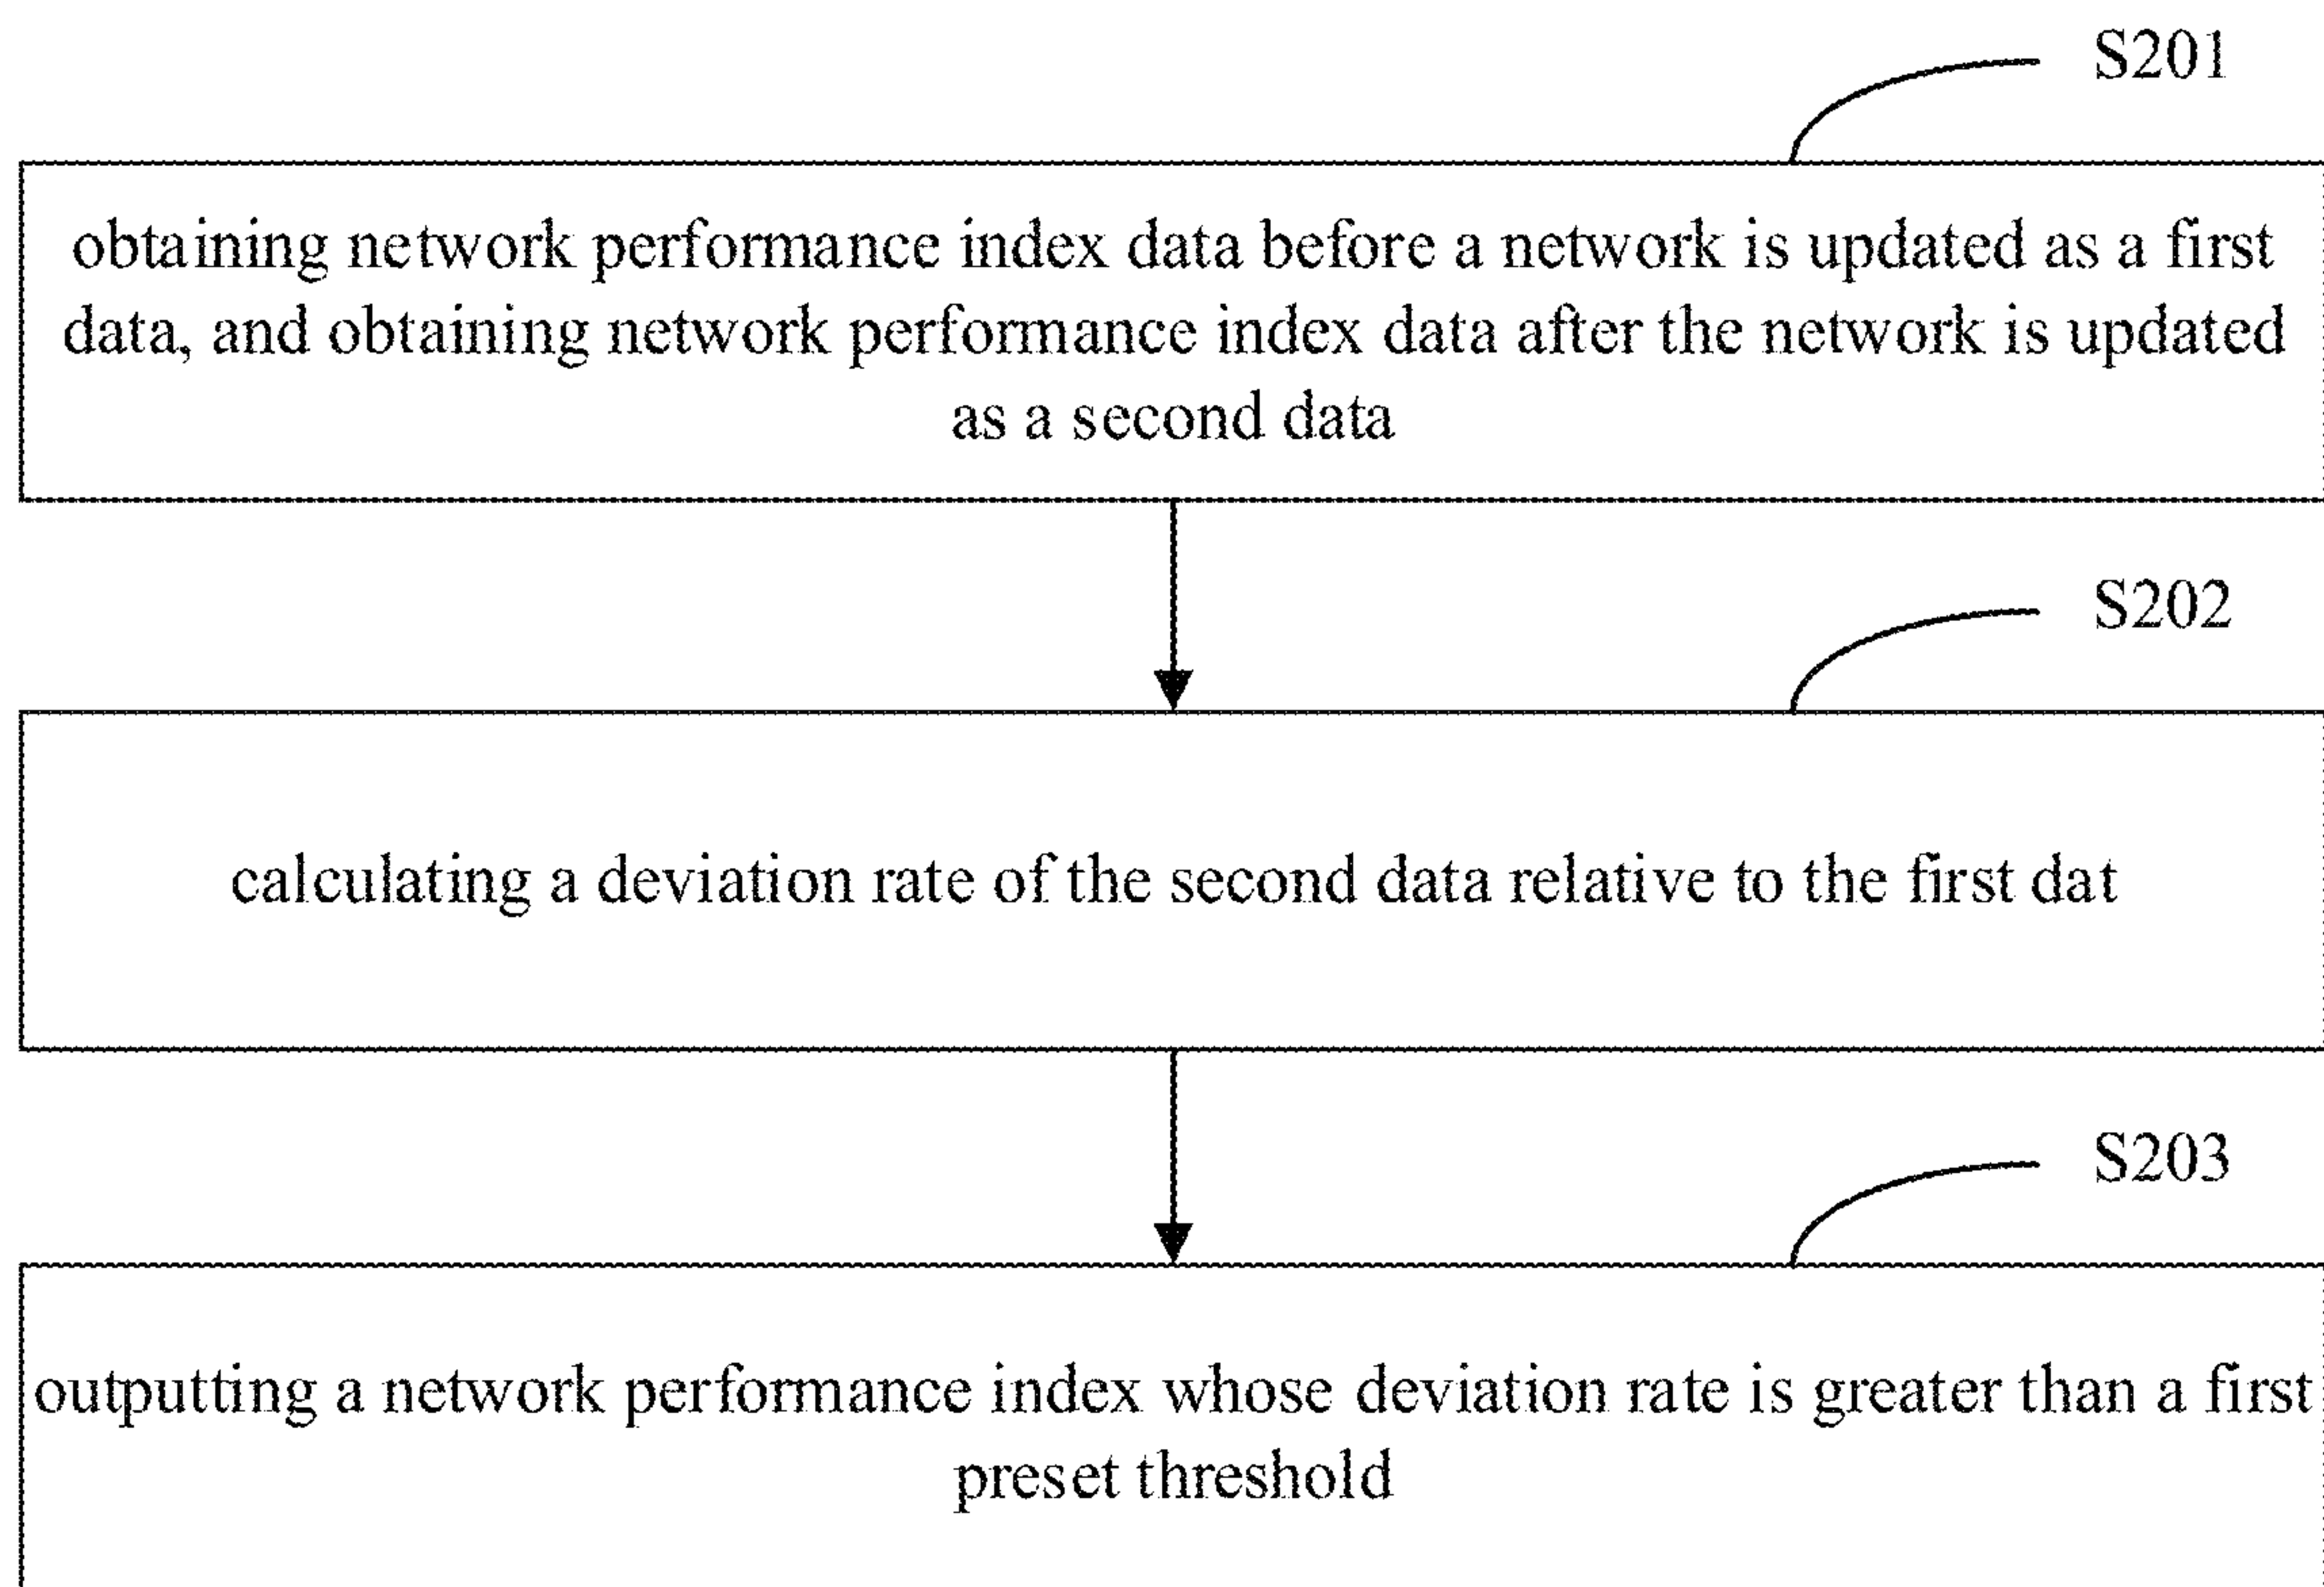 S201
obtaining network performance index data before a network is updated as a first
data, and obtaining network performance index data after the network is updated
as a second data
S202
calculating a deviation rate of the second data relative to the first dat
S203
outputting a network performance index whose deviation rate is greater than a first
preset threshold